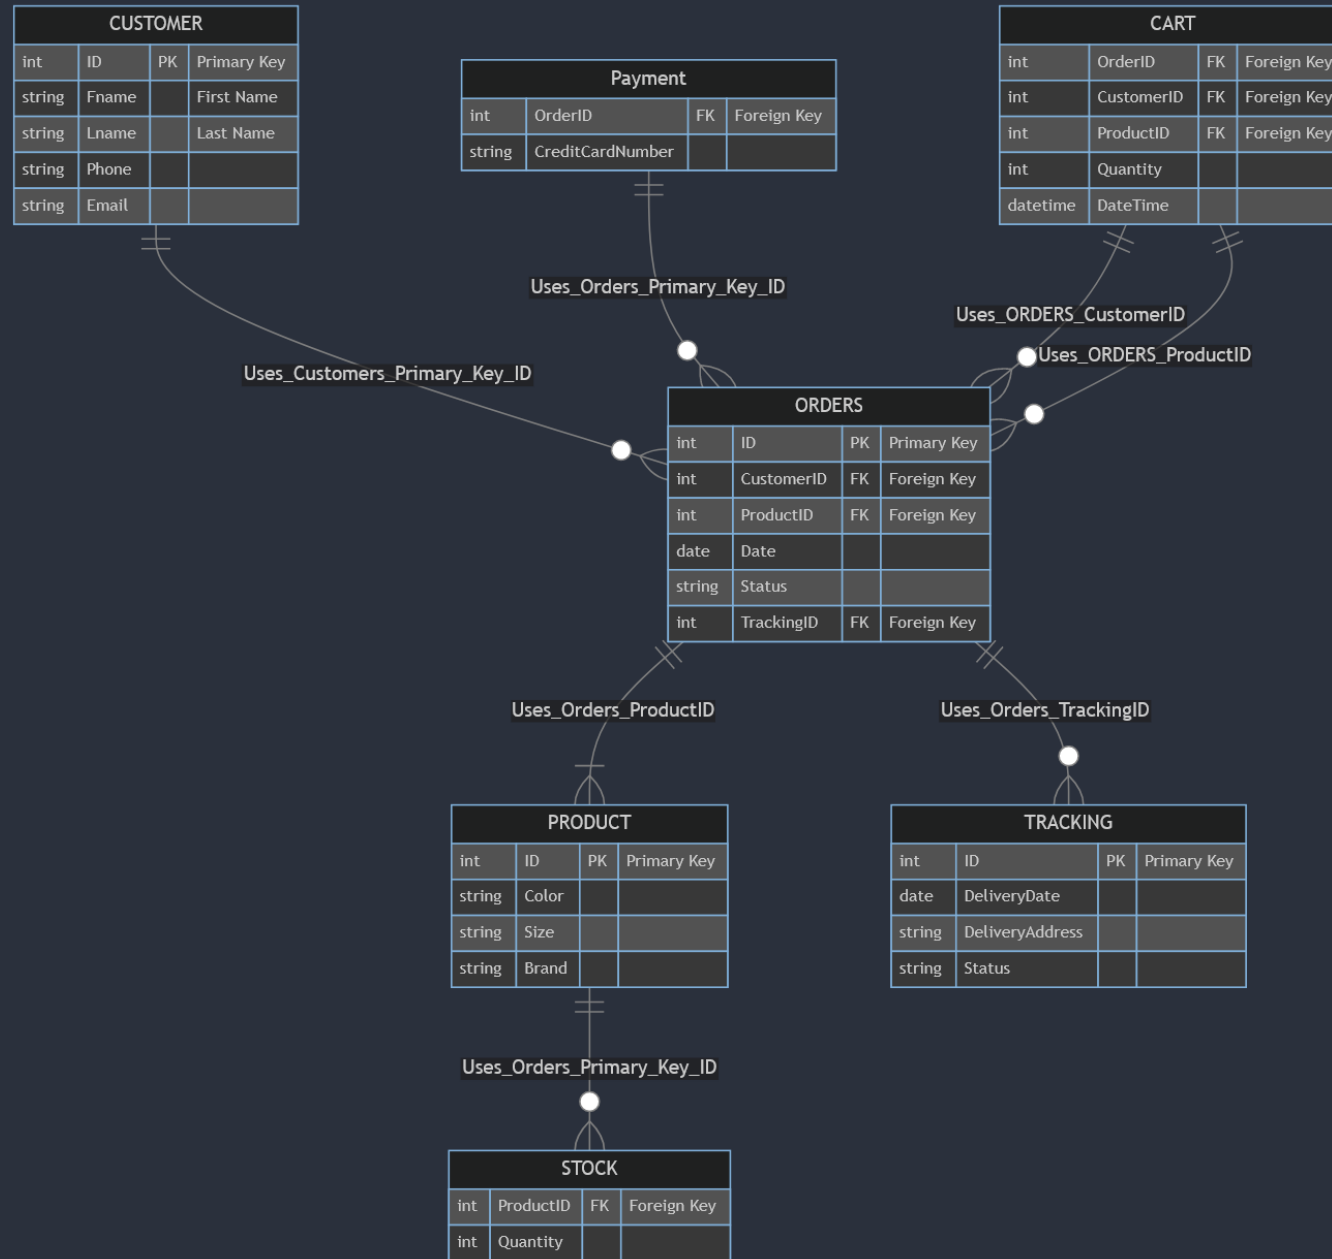 CUSTOMER
int ID PK Primary Key
string Fname First Name
string Lname Last Name
string Phone
string Email
Payment
int OrderID FK Foreign Key
string CreditCardNumber
CART
int OrderID FK Foreign Key
int CustomerID FK Foreign Key
int ProductID FK Foreign Key
int Quantity
datetime DateTime
Uses_Orders_Primary_Key_ID
Uses_ORDERS_CustomerID
Uses_ORDERS_ProductID
Uses_Customers_Primary_Key_ID
ORDERS
int ID PK Primary Key
int CustomerID FK Foreign Key
int ProductID FK Foreign Key
date Date
string Status
int TrackingID FK Foreign Key
Uses_Orders_ProductID
Uses_Orders_TrackingID
PRODUCT
int ID PK Primary Key
string Color
string Size
string Brand
TRACKING
int ID PK Primary Key
date DeliveryDate
string DeliveryAddress
string Status
Uses_Orders_Primary_Key_ID
STOCK
int ProductID FK Foreign Key
int Quantity